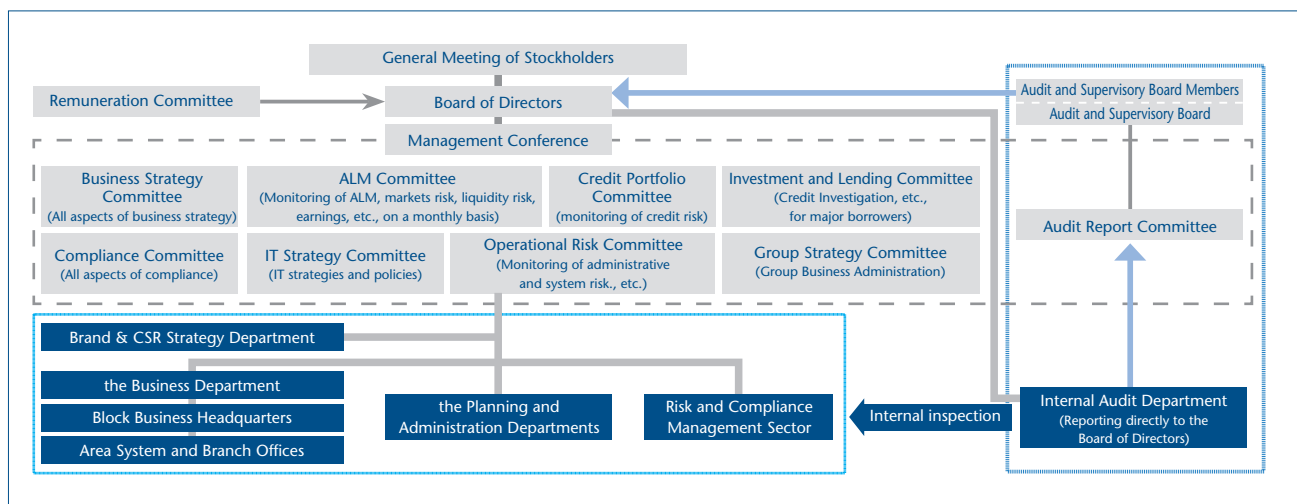 General Meeting of Stockholders
Remuneration Committee
Board of Directors
Audit and Supervisory Board Members
Audit and Supervisory Board
Management Conference
Business Strategy
Committee
(All aspects of business strategy)
ALM Committee
(Monitoring of ALM, markets risk, liquidity risk,
earnings, etc., on a monthly basis)
Credit Portfolio
Committee
(monitoring of credit risk)
Investment and Lending Committee
(Credit Investigation, etc.,
for major borrowers)
Audit Report Committee
Compliance Committee
(All aspects of compliance)
IT Strategy Committee
(IT strategies and policies)
Operational Risk Committee
(Monitoring of administrative
and system risk., etc.)
Group Strategy Committee
(Group Business Administration)
Brand & CSR Strategy Department
the Business Department
Block Business Headquarters
Area System and Branch Offices
the Planning and
Administration Departments
Risk and Compliance
Management Sector
Internal inspection
Internal Audit Department
(Reporting directly to the
Board of Directors)